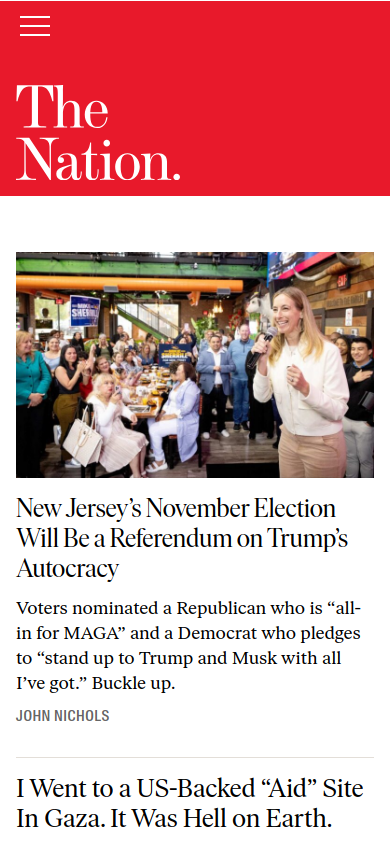 The
Nation.
SHERRILL
New Jersey’s November Election
Will Be a Referendum on Trump’s
Autocracy
Voters nominated a Republican who is “all-
in for MAGA” and a Democrat who pledges
to “stand up to Trump and Musk with all
I’ve got.” Buckle up.
JOHN NICHOLS
I Went to a US-Backed “Aid” Site
In Gaza. It Was Hell on Earth.